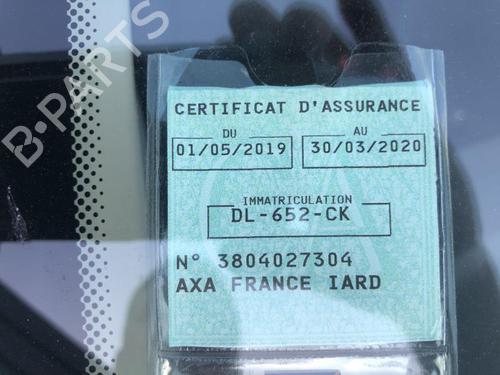 B-PARTS
CERTIFICAT D'ASSURANCE
DU AU
01/05/2019 30/03/2020
IMMATRICULATION
DL-652-CK
N° 3804027304
AXA FRANCE IARD